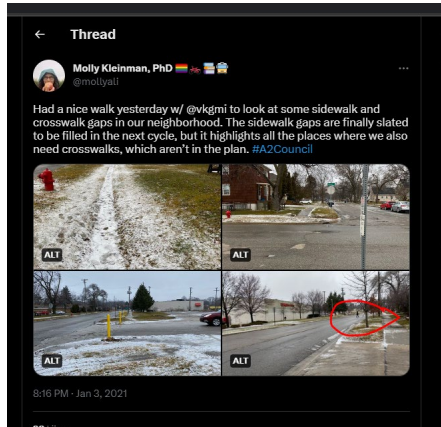 Thread
Molly Kleinman, PhD
@mollyali
Had a nice walk yesterday w/ @vkgmi to look at some sidewalk and
crosswalk gaps in our neighborhood. The sidewalk gaps are finally slated
to be filled in the next cycle, but it highlights all the places where we also
need crosswalks, which aren't in the plan. #A2Council
ALT
ALT
ALT
ALT
8:16 PM · Jan 3, 2021